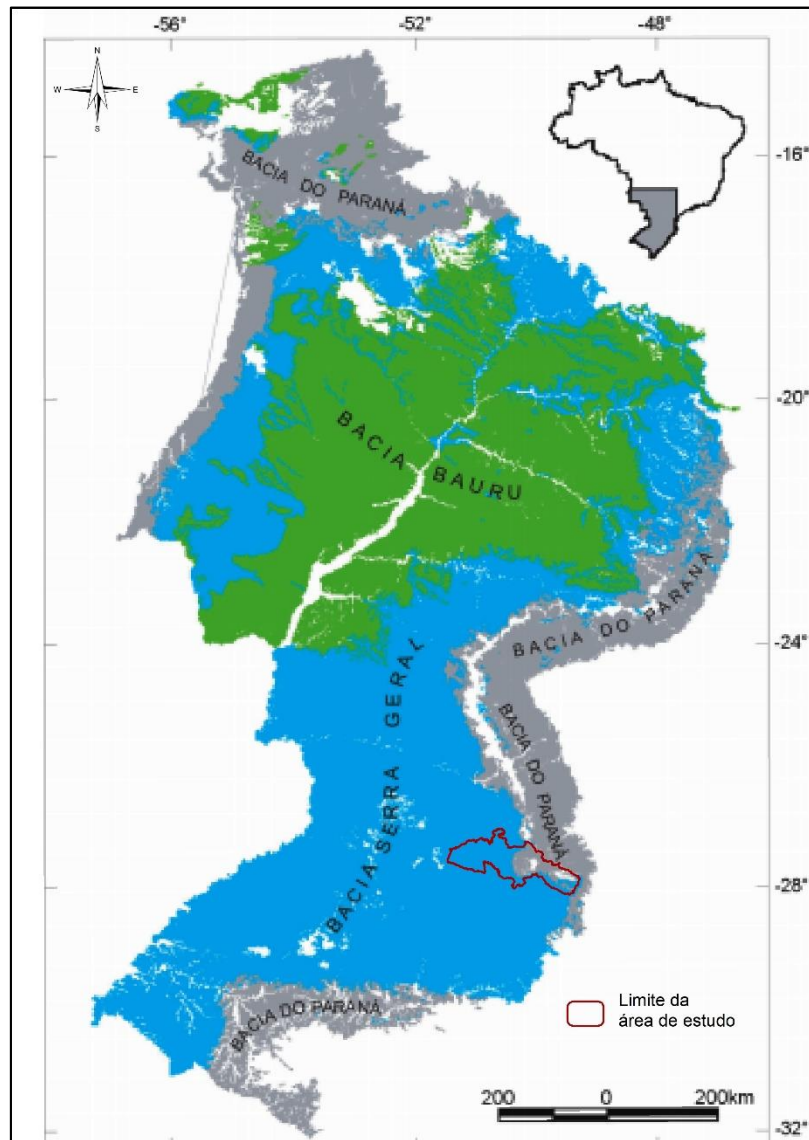 -56°
-52°
-48°
N
W E
S
-16°
BACIA DO PARANÁ
-20°
BACIA BAURU
BACIA DO PARANÁ
-24°
BACIA SERRA GERAL
BACIA DO PARANÁ
-28°
BACIA DO PARANÁ
Limite da
área de estudo
200 0 200km
-32°